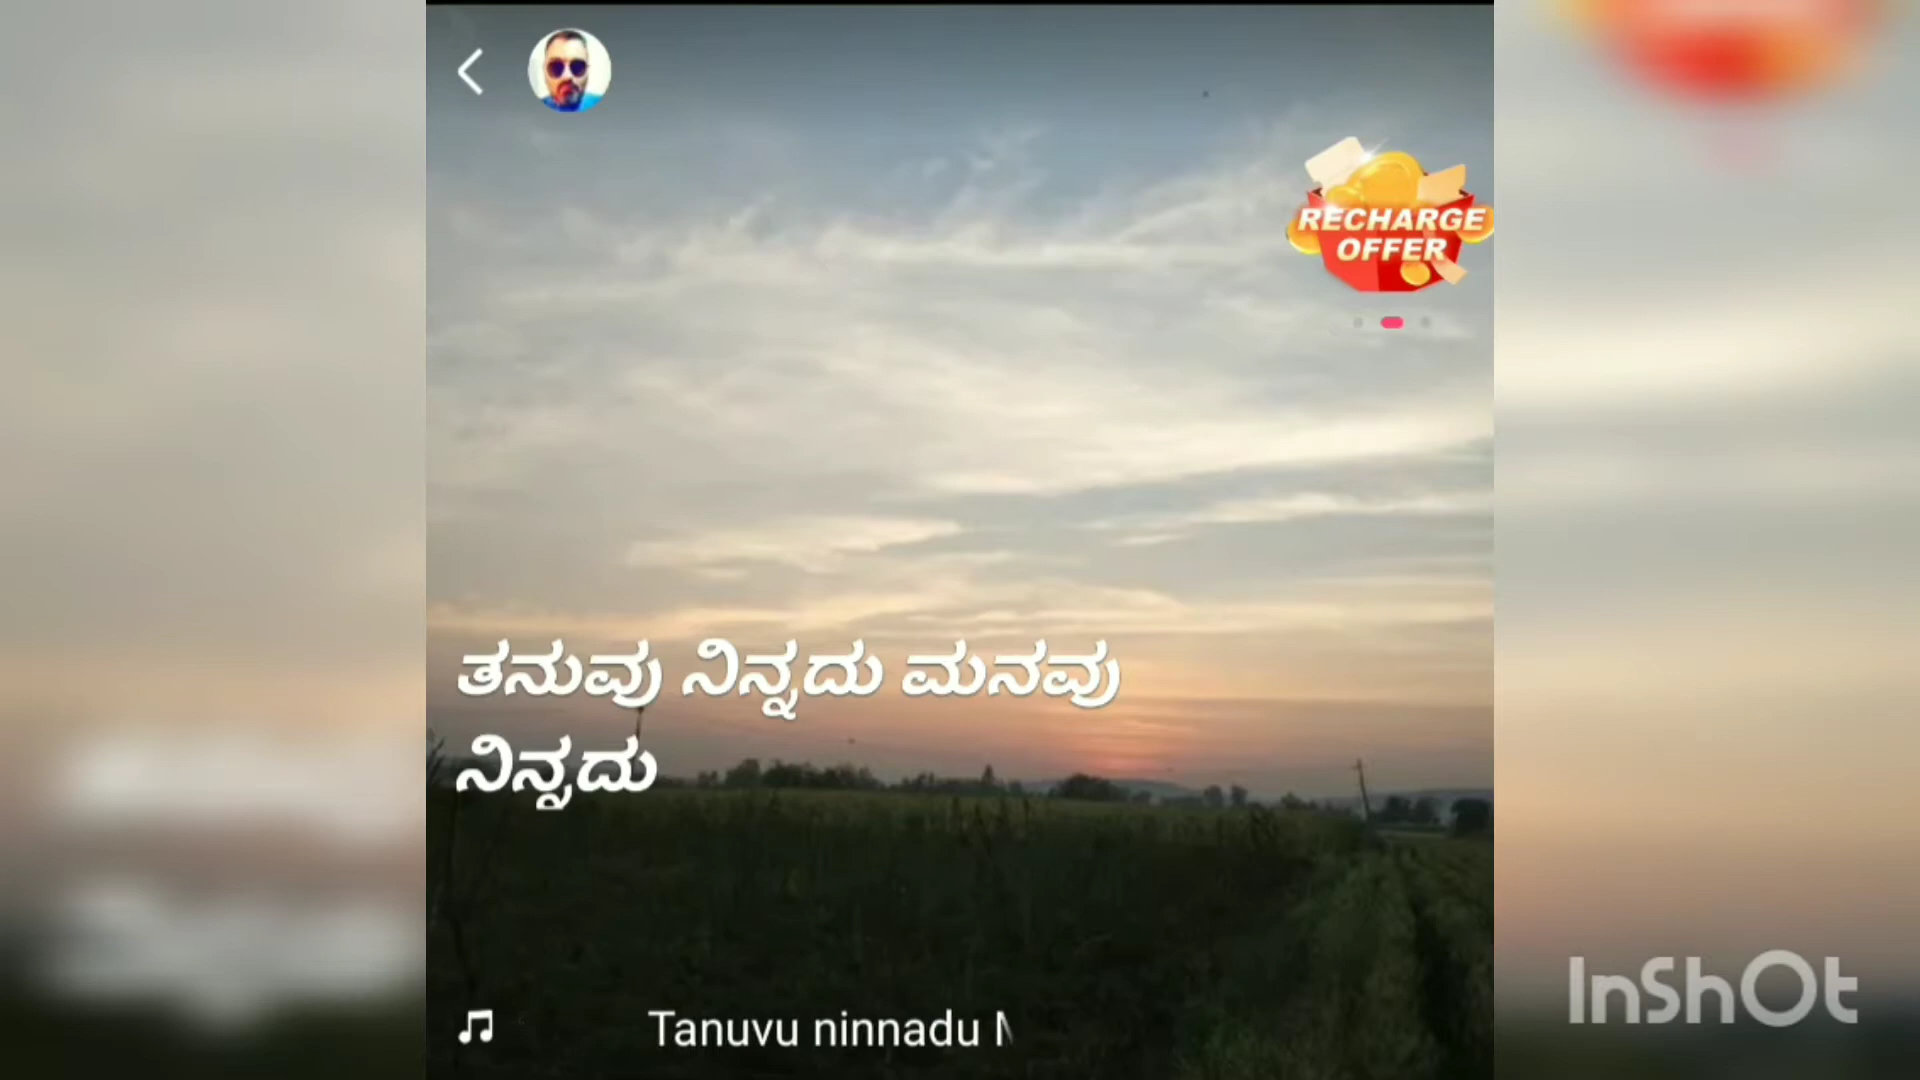 RECHARGE
OFFER
ತನುವು ನಿನ್ನದು ಮನವು
ನಿನ್ನದು
Tanuvu ninnadu
InShOt